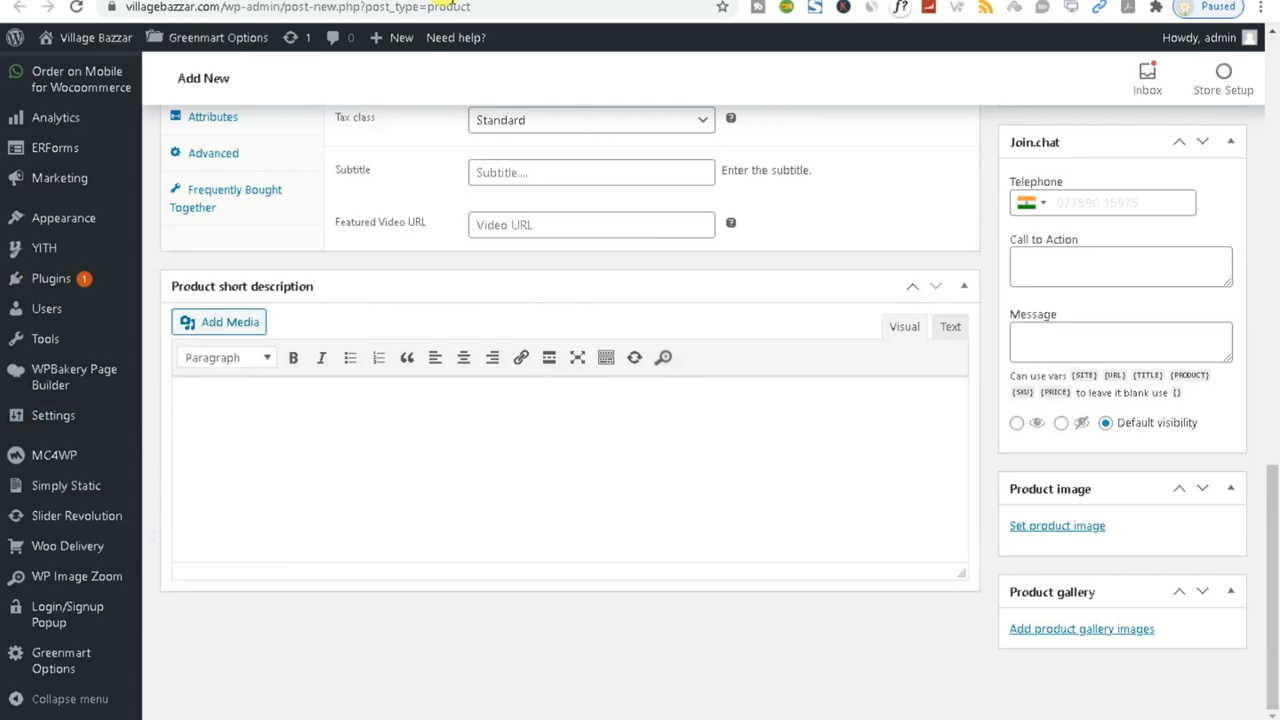 villagebazzar.com/wp-admin/post-new.php?post_type=product
Paused
Village Bazzar
Greenmart Options
1
0
New
Need help?
Howdy, admin
Order on Mobile
for Wocoommerce
Analytics
ERForms
Marketing
Appearance
YITH
Plugins 1
Users
Tools
WPBakery Page
Builder
Settings
MC4WP
Simply Static
Slider Revolution
Woo Delivery
WP Image Zoom
Login/Signup
Popup
Greenmart
Options
Collapse menu
Add New
Inbox
Store Setup
Attributes
Advanced
Frequently Bought
Together
Tax class
Standard
Subtitle
Subtitle....
Enter the subtitle.
Featured Video URL
Video URL
Product short description
Add Media
Visual
Text
Paragraph
B I
Join.chat
Telephone
077590 15975
Call to Action
Message
Can use vars {SITE} {URL} {TITLE} {PRODUCT}
{SKU} {PRICE} to leave it blank use {}
Default visibility
Product image
Set product image
Product gallery
Add product gallery images